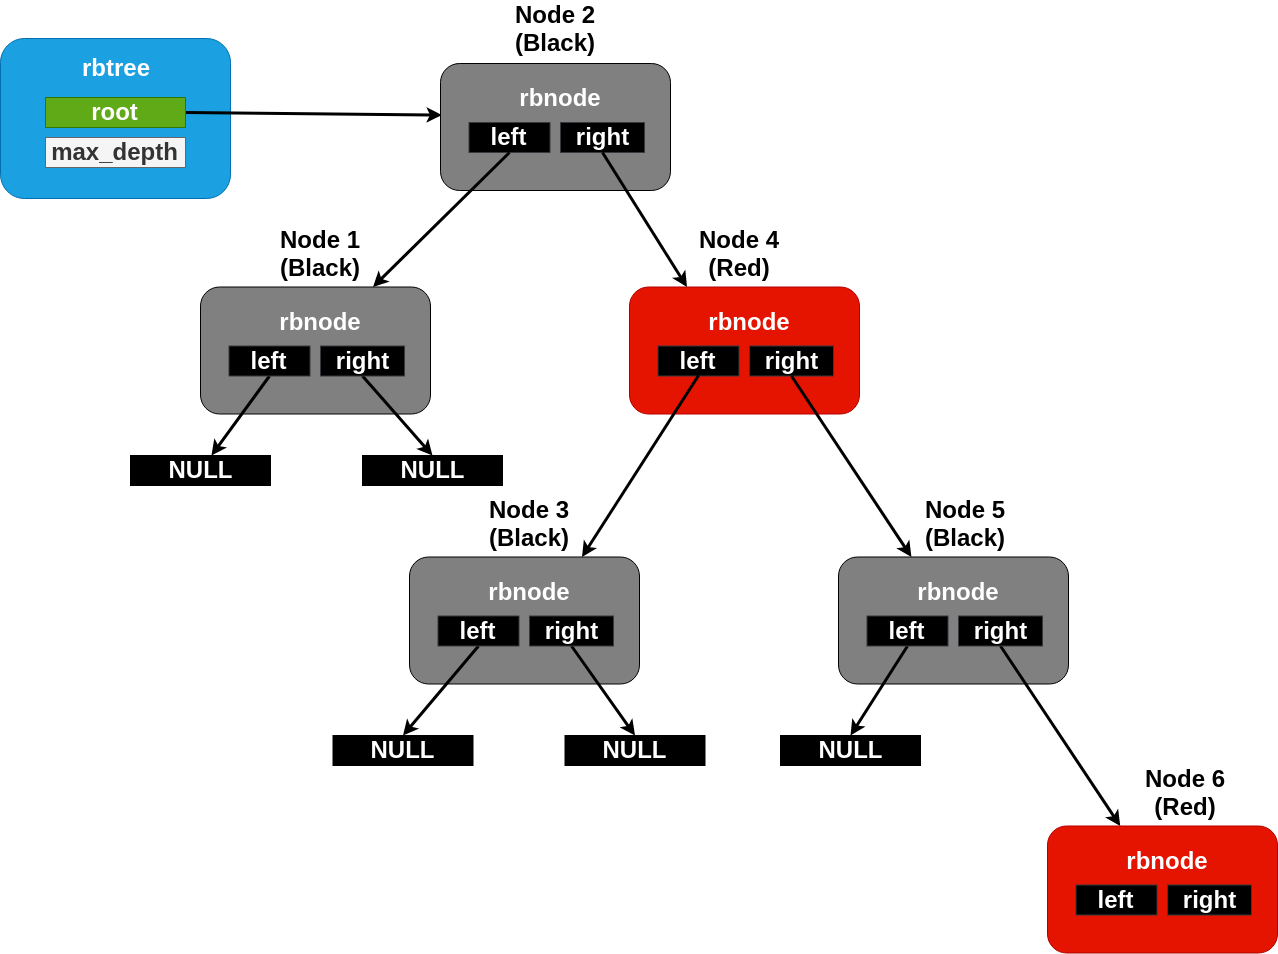 Node 2
(Black)
rbtree
root
max_depth
rbnode
left
right
Node 1
(Black)
Node 4
(Red)
rbnode
left
right
rbnode
left
right
NULL
NULL
Node 3
(Black)
Node 5
(Black)
rbnode
left
right
rbnode
left
right
NULL
NULL
NULL
Node 6
(Red)
rbnode
left
right